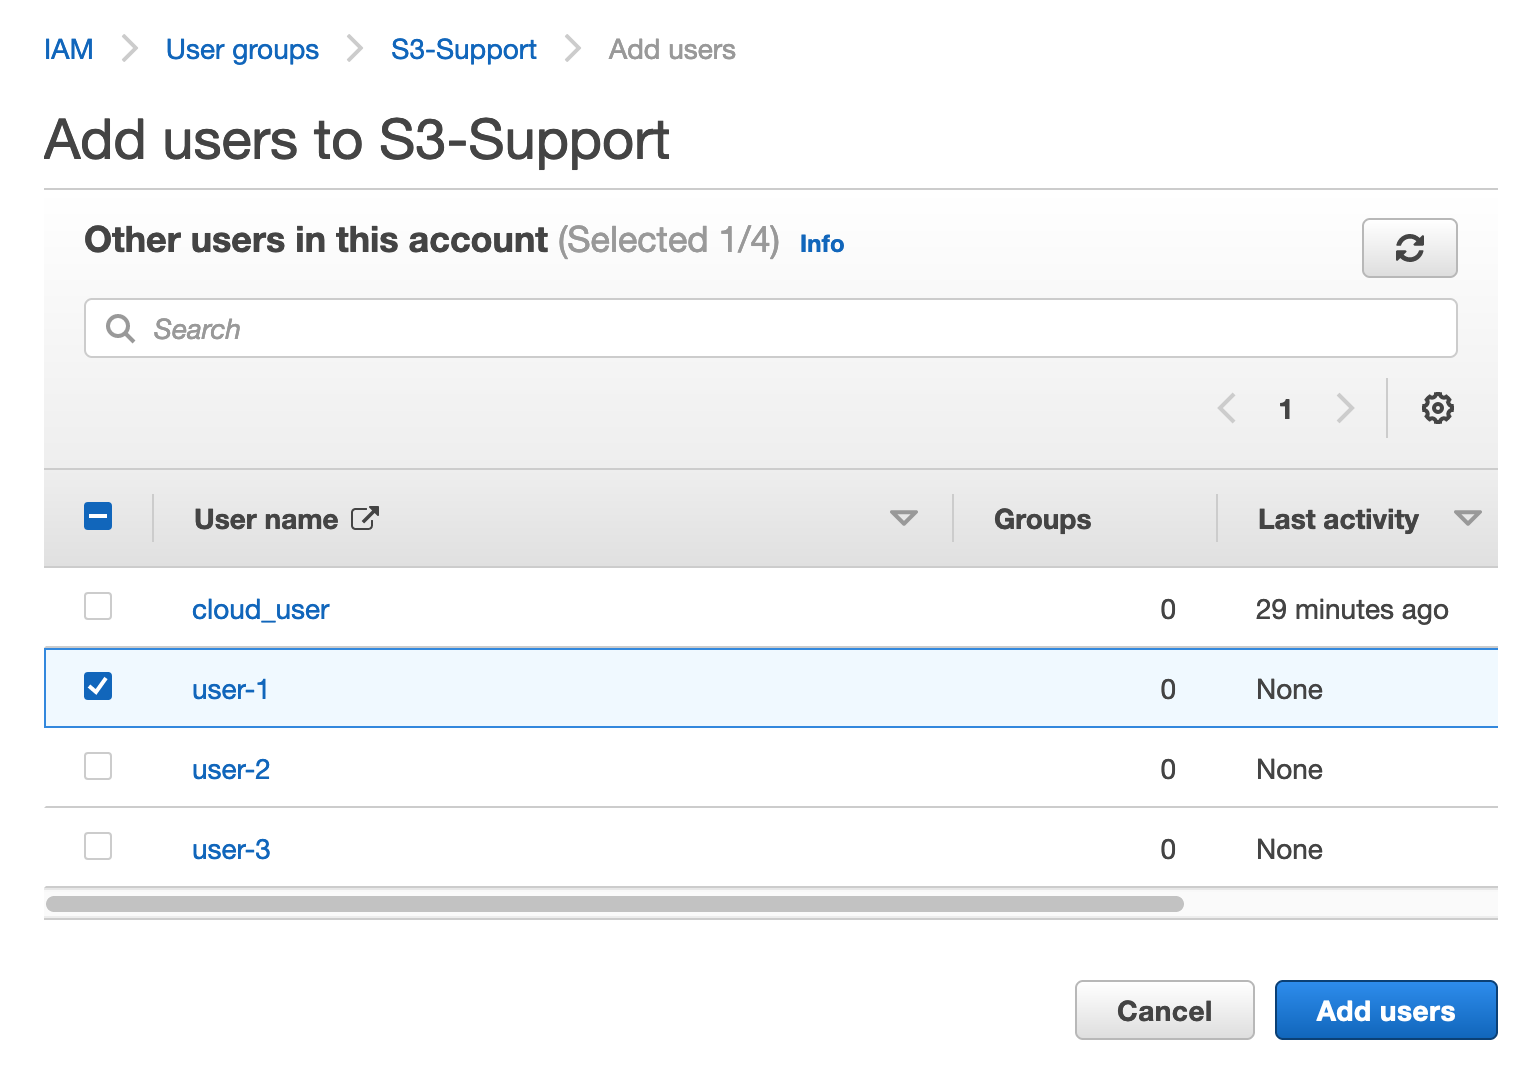 IAM User groups S3-Support Add users
Add users to S3-Support
Other users in this account (Selected 1/4) Info
Search
1
User name Groups Last activity
cloud_user 0 29 minutes ago
user-1 0 None
user-2 0 None
user-3 0 None
Cancel Add users